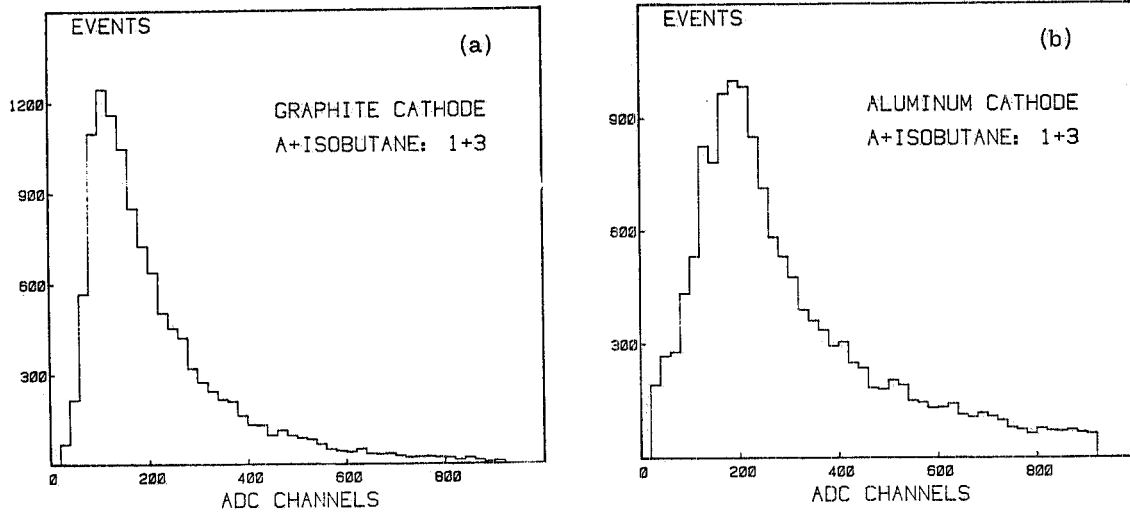 EVENTS
(a)
GRAPHITE CATHODE
A+ISOBUTANE: 1+3
1200
900
600
300
0
200
400
600
800
ADC CHANNELS
EVENTS
(b)
ALUMINUM CATHODE
A+ISOBUTANE: 1+3
900
600
300
0
200
400
600
800
ADC CHANNELS